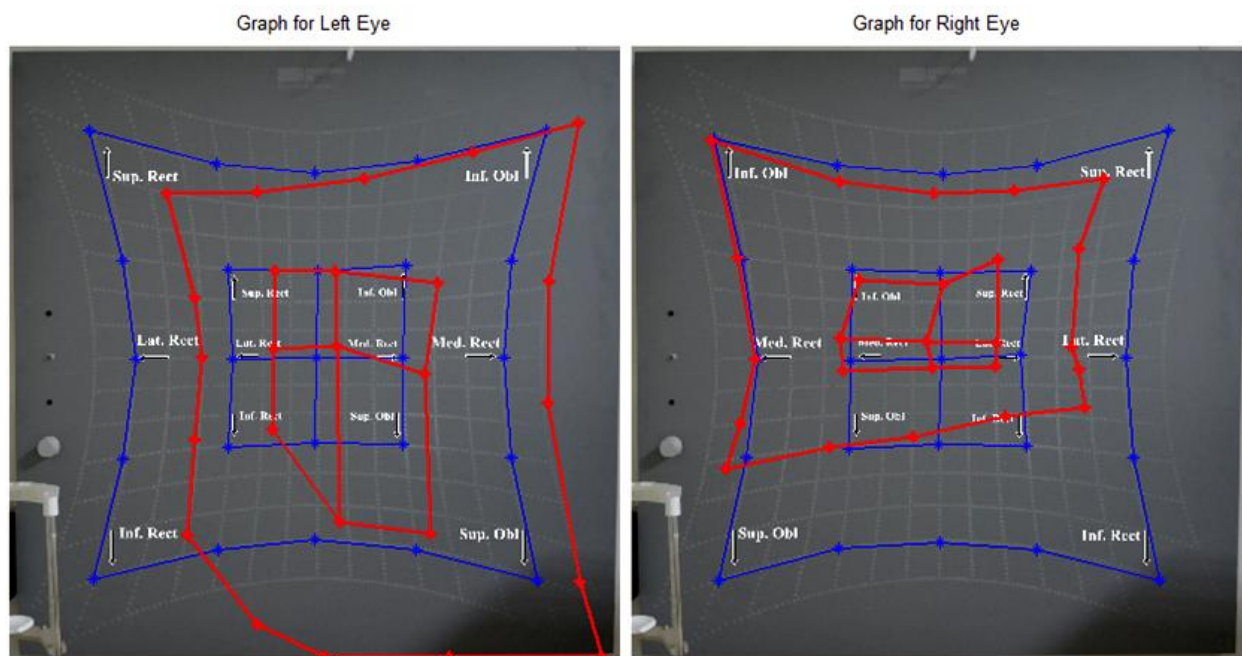 Graph for Left Eye
Sup. Rect
Inf. Obl
Sup. Rect
Inf. Obl
Lat. Rect
Lat. Rect
Med. Rect
Med. Rect
Inf. Rect
Sup. Obl
Inf. Rect
Sup. Obl
Graph for Right Eye
Inf. Obl
Sup. Rect
Inf. Obl
Sup. Rect
Med. Rect
Med. Rect
Lat. Rect
Lat. Rect
Sup. Obl
Inf. Rect
Sup. Obl
Inf. Rect